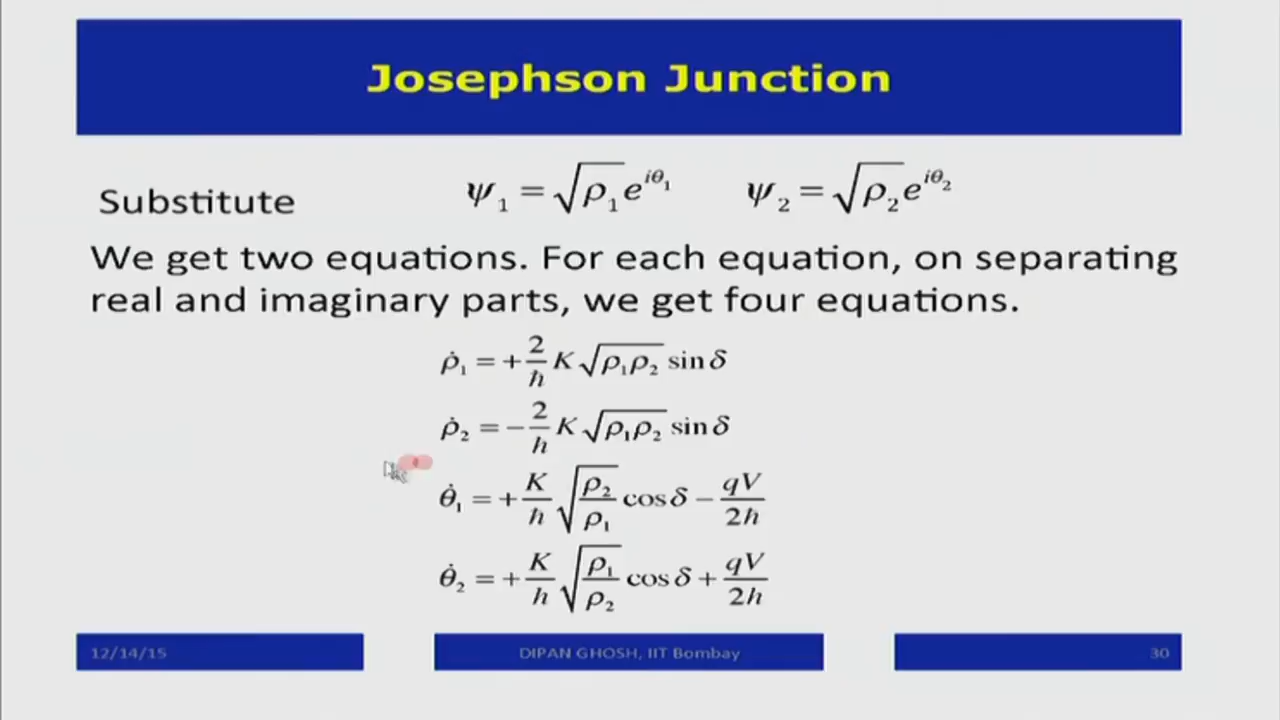 Josephson Junction
Substitute ψ₁ = √ρ₁ e^{iθ₁} ψ₂ = √ρ₂ e^{iθ₂}
We get two equations. For each equation, on separating
real and imaginary parts, we get four equations.
ρ̇₁ = +2/ħ K √(ρ₁ρ₂) sin δ
ρ̇₂ = −2/ħ K √(ρ₁ρ₂) sin δ
θ̇₁ = +K/ħ √(ρ₂/ρ₁) cos δ − qV/2ħ
θ̇₂ = +K/ħ √(ρ₁/ρ₂) cos δ + qV/2ħ
12/14/15 DIPAN GHOSH, IIT Bombay 30